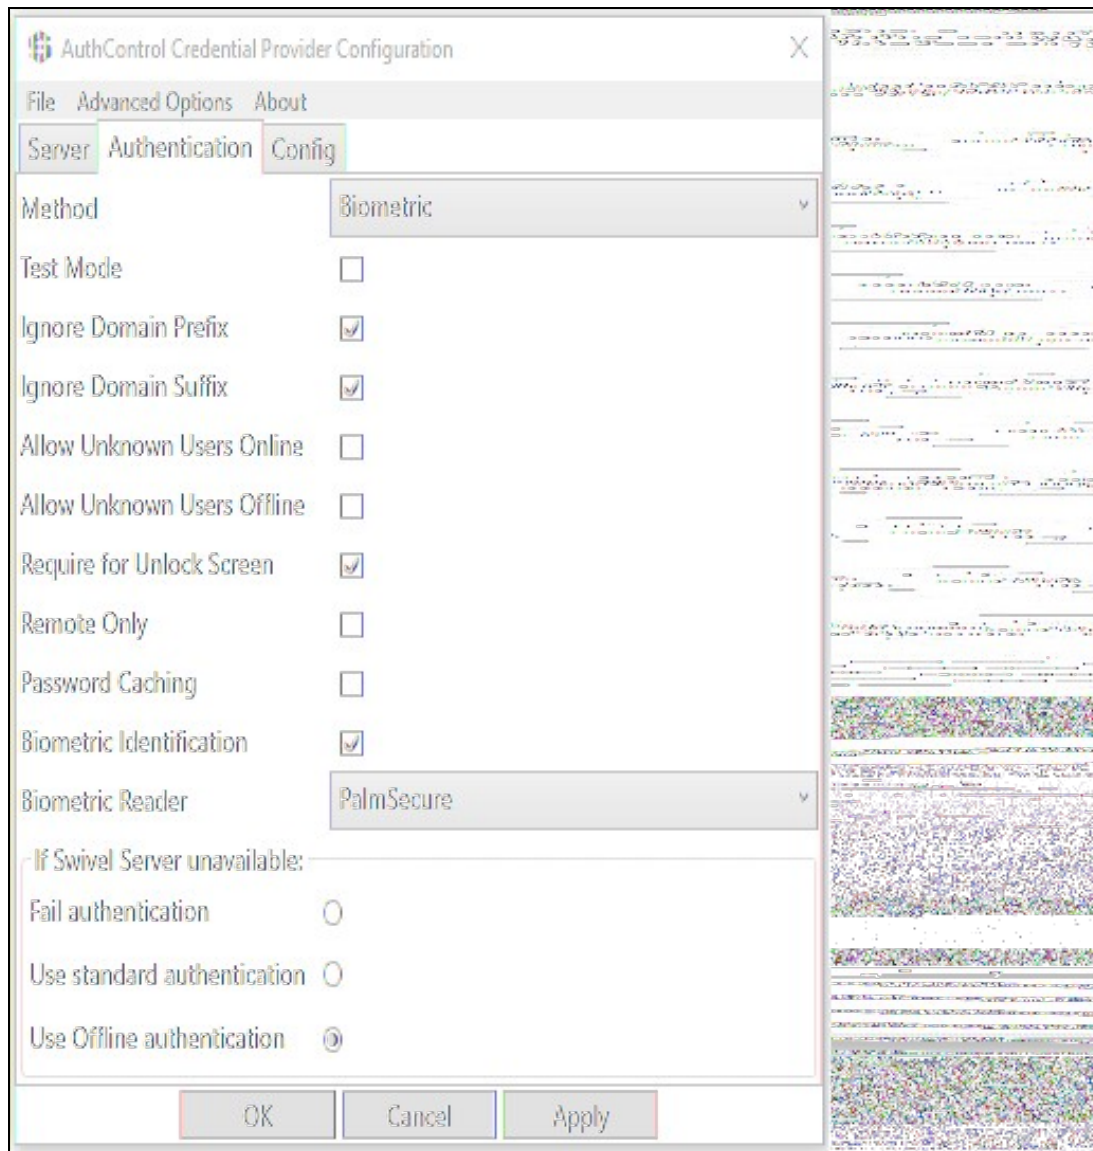 AuthControl Credential Provider Configuration
File Advanced Options About
Server Authentication Config
Method Biometric
Test Mode
Ignore Domain Prefix
Ignore Domain Suffix
Allow Unknown Users Online
Allow Unknown Users Offline
Require for Unlock Screen
Remote Only
Password Caching
Biometric Identification
Biometric Reader PalmSecure
If Swivel Server unavailable:
Fail authentication
Use standard authentication
Use Offline authentication
OK Cancel Apply